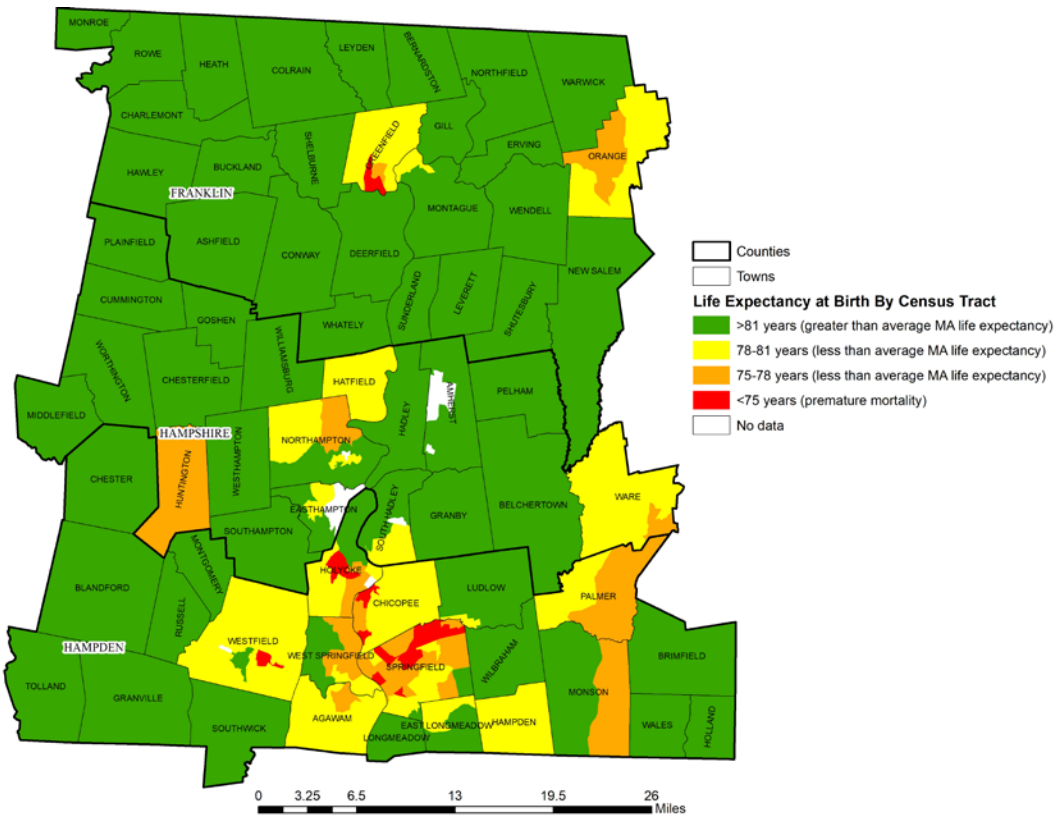 MONROE
ROWE
HEATH
COLRAIN
LEYDEN
BERNARDSTON
NORTHFIELD
WARWICK
CHARLEMONT
SHELBURNE
GREENFIELD
GILL
ERVING
ORANGE
HAWLEY
BUCKLAND
FRANKLIN
MONTAGUE
WENDELL
PLAINFIELD
ASHFIELD
CONWAY
DEERFIELD
SUNDERLAND
LEVERETT
SHUTESBURY
NEW SALEM
CUMMINGTON
GOSHEN
WHATELY
WORTHINGTON
CHESTERFIELD
WILLIAMSBURG
HATFIELD
HADLEY
AMHERST
PELHAM
MIDDLEFIELD
HAMPSHIRE
NORTHAMPTON
CHESTER
HUNTINGTON
WESTHAMPTON
EASTHAMPTON
SOUTH HADLEY
GRANBY
BELCHERTOWN
WARE
SOUTHAMPTON
MONTGOMERY
BLANDFORD
RUSSELL
HOLYOKE
CHICOPEE
LUDLOW
PALMER
HAMPDEN
WESTFIELD
WEST SPRINGFIELD
SPRINGFIELD
WILBRAHAM
BRIMFIELD
TOLLAND
GRANVILLE
SOUTHWICK
AGAWAM
LONGMEADOW
EAST LONGMEADOW
HAMPDEN
MONSON
WALES
HOLLAND
Counties
Towns
Life Expectancy at Birth By Census Tract
>81 years (greater than average MA life expectancy)
78-81 years (less than average MA life expectancy)
75-78 years (less than average MA life expectancy)
<75 years (premature mortality)
No data
0 3.25 6.5 13 19.5 26
Miles